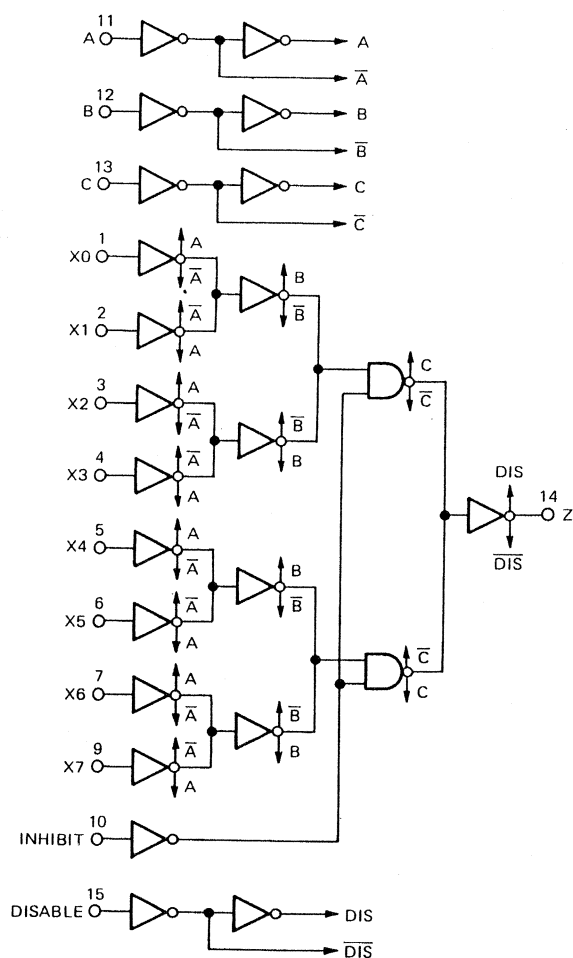 11
A A
A̅
12
B B
B̅
13
C C
C̅
1
X0 A
A̅ B
2 A̅ B̅
X1
A
3 A C
X2
A̅ B̅ C̅
4 A̅ B
X3
A DIS 14
Z
5 A DIS̅
X4
A̅ B
6 A̅ B̅
X5
A C̅
7 A C
X6
A̅ B̅
9 A̅
X7 B
A
10
INHIBIT
15
DISABLE DIS
D̅I̅S̅